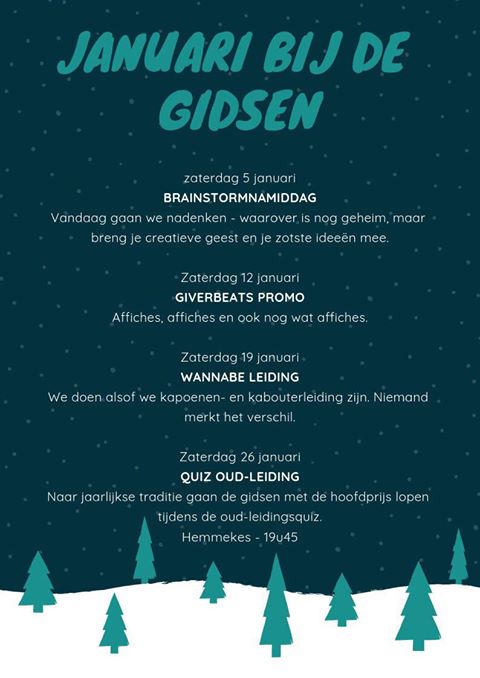 JANUARI BIJ DE
GIDSEN
zaterdag 5 januari
BRAINSTORMNAMIDDAG
Vandaag gaan we nadenken - waarover is nog geheim, maar
breng je creatieve geest en je zotste ideeën mee.
Zaterdag 12 januari
GIVERBEATS PROMO
Affiches, affiches en ook nog wat affiches.
Zaterdag 19 januari
WANNABE LEIDING
We doen alsof we kapoenen- en kabouterleiding zijn. Niemand
merkt het verschil.
Zaterdag 26 januari
QUIZ OUD-LEIDING
Naar jaarlijkse traditie gaan de gidsen met de hoofdprijs lopen
tijdens de oud-leidingsquiz.
Hemmekes - 19u45